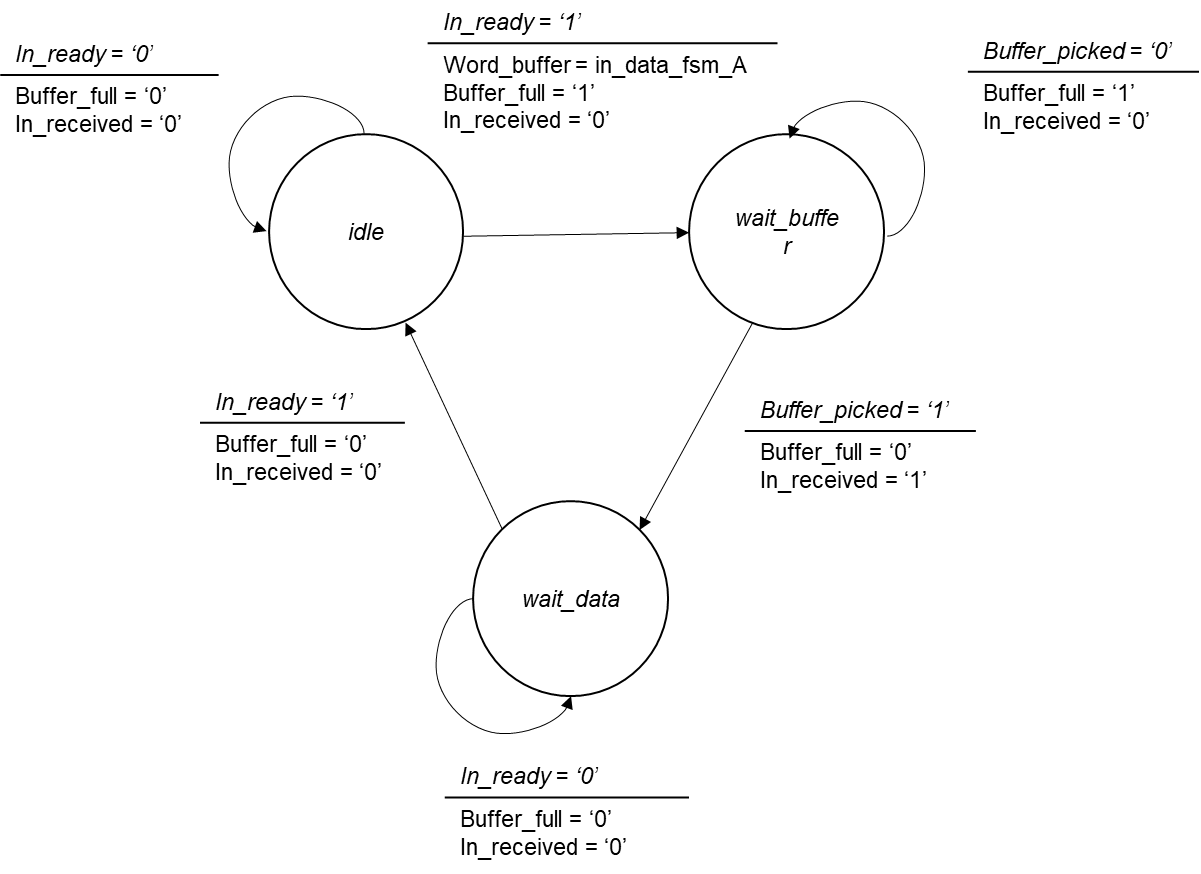 In_ready = ‘0’
Buffer_full = ‘0’
In_received = ‘0’
In_ready = ‘1’
Word_buffer = in_data_fsm_A
Buffer_full = ‘1’
In_received = ‘0’
Buffer_picked = ‘0’
Buffer_full = ‘1’
In_received = ‘0’
idle
wait_buffe
r
In_ready = ‘1’
Buffer_full = ‘0’
In_received = ‘0’
Buffer_picked = ‘1’
Buffer_full = ‘0’
In_received = ‘1’
wait_data
In_ready = ‘0’
Buffer_full = ‘0’
In_received = ‘0’